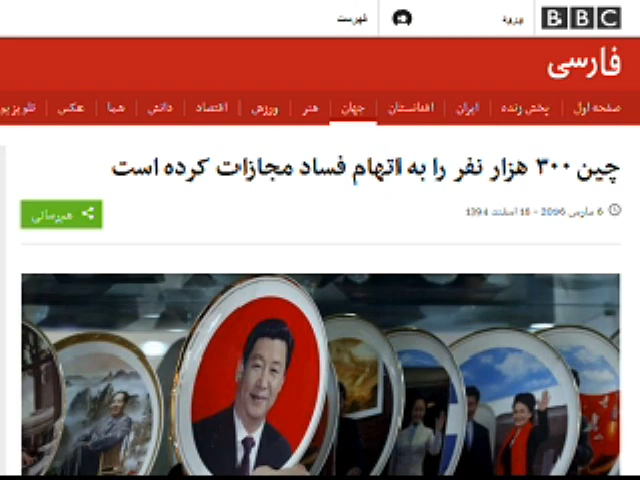 BBC
ورود
فهرست
فارسی
صفحه اول
پخش زنده
ایران
افغانستان
جهان
هنر
ورزش
اقتصاد
دانش
شما
عکس
تلویزیون
چین ۳۰۰ هزار نفر را به اتهام فساد مجازات کرده است
6 مارس 2016 - 16 اسفند 1394
هم‌رسانی